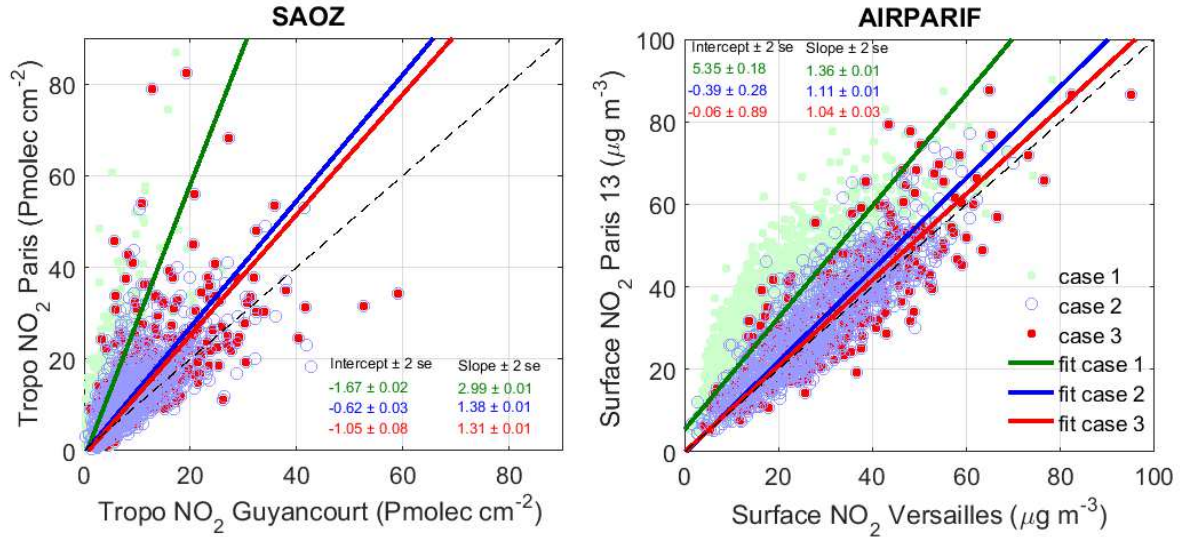 SAOZ
Tropo NO2 Paris (Pmolec cm-2)
80
60
40
20
0
Intercept ± 2 se Slope ± 2 se
-1.67 ± 0.02 2.99 ± 0.01
-0.62 ± 0.03 1.38 ± 0.01
-1.05 ± 0.08 1.31 ± 0.01
0 20 40 60 80
Tropo NO2 Guyancourt (Pmolec cm-2)
AIRPARIF
Surface NO2 Paris 13 (μg m-3)
100
80
60
40
20
0
Intercept ± 2 se Slope ± 2 se
5.35 ± 0.18 1.36 ± 0.01
-0.39 ± 0.28 1.11 ± 0.01
-0.06 ± 0.89 1.04 ± 0.03
case 1
case 2
case 3
fit case 1
fit case 2
fit case 3
0 20 40 60 80 100
Surface NO2 Versailles (μg m-3)